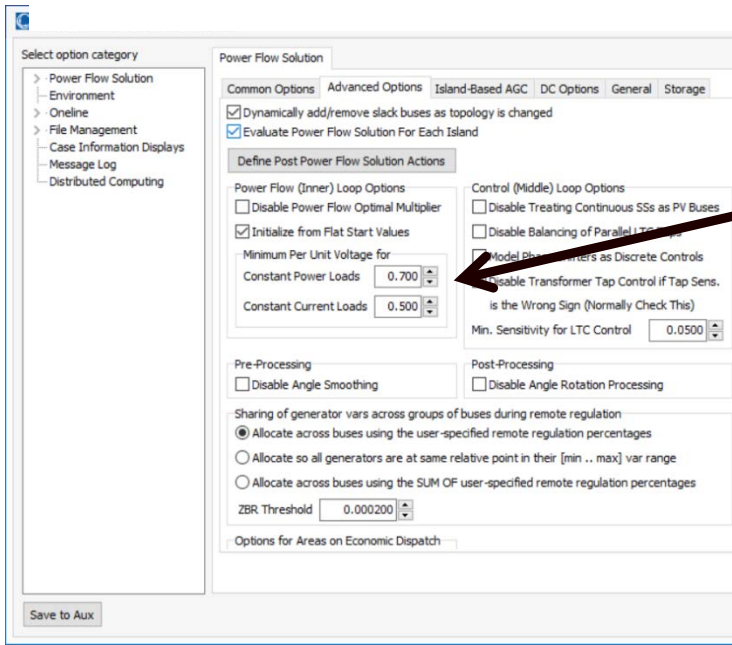 Select option category
Power Flow Solution
Environment
Oneline
File Management
Case Information Displays
Message Log
Distributed Computing
Save to Aux
Power Flow Solution
Common Options Advanced Options Island-Based AGC DC Options General Storage
Dynamically add/remove slack buses as topology is changed
Evaluate Power Flow Solution For Each Island
Define Post Power Flow Solution Actions
Power Flow (Inner) Loop Options
Disable Power Flow Optimal Multiplier
Initialize from Flat Start Values
Minimum Per Unit Voltage for
Constant Power Loads 0.700
Constant Current Loads 0.500
Control (Middle) Loop Options
Disable Treating Continuous SSs as PV Buses
Disable Balancing of Parallel
Model Phase Shifters as Discrete Controls
Disable Transformer Tap Control if Tap Sens.
is the Wrong Sign (Normally Check This)
Min. Sensitivity for LTC Control 0.0500
Pre-Processing
Disable Angle Smoothing
Post-Processing
Disable Angle Rotation Processing
Sharing of generator vars across groups of buses during remote regulation
Allocate across buses using the user-specified remote regulation percentages
Allocate so all generators are at same relative point in their [min .. max] var range
Allocate across buses using the SUM OF user-specified remote regulation percentages
ZBR Threshold 0.000200
Options for Areas on Economic Dispatch